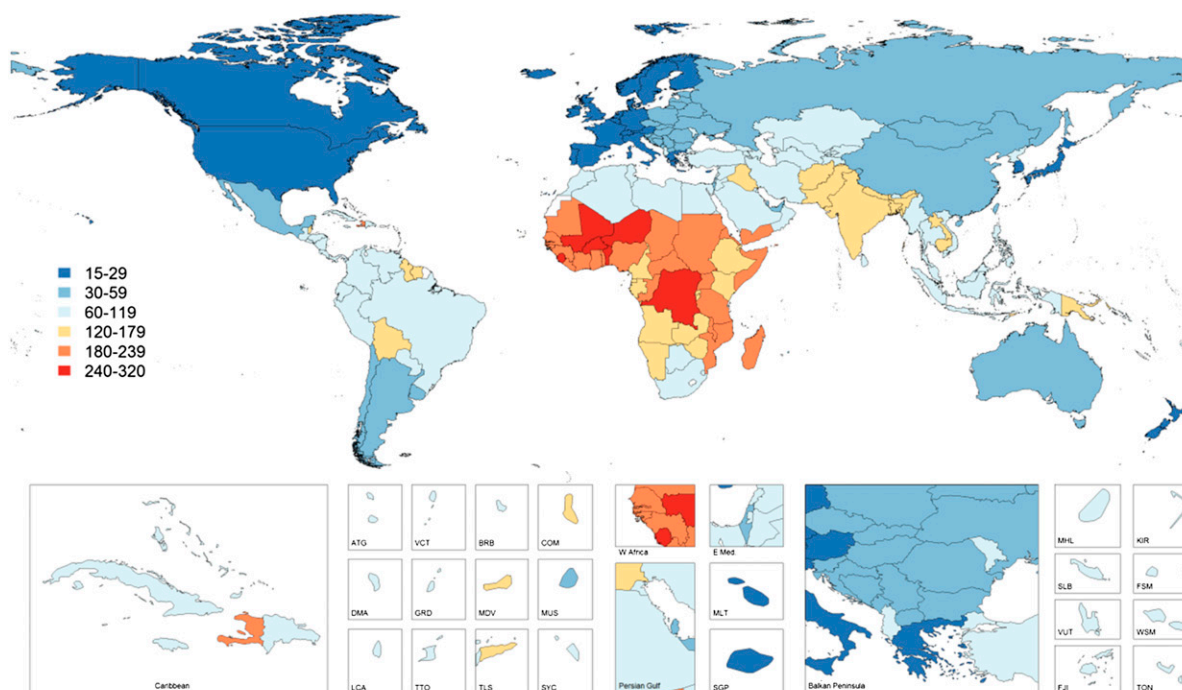 15-29
30-59
60-119
120-179
180-239
240-320
ATG
VCT
BRB
COM
W Africa
E Med.
MHL
KIR
DMA
GRD
MDV
MUS
MLT
SLB
FSM
VUT
WSM
Caribbean
LCA
TTO
TLS
SYC
Persian Gulf
SGP
Balkan Peninsula
FJI
TON